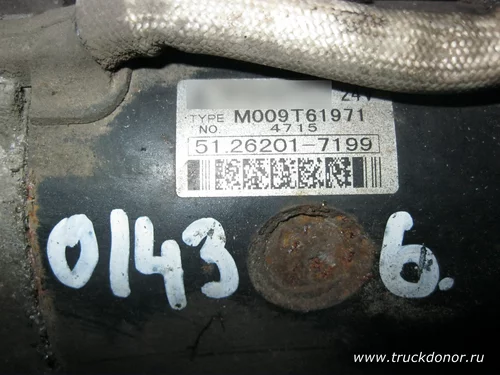 24V
TYPE M009T61971
NO. 4715
51.26201-7199
0143 6.
www.truckdonor.ru